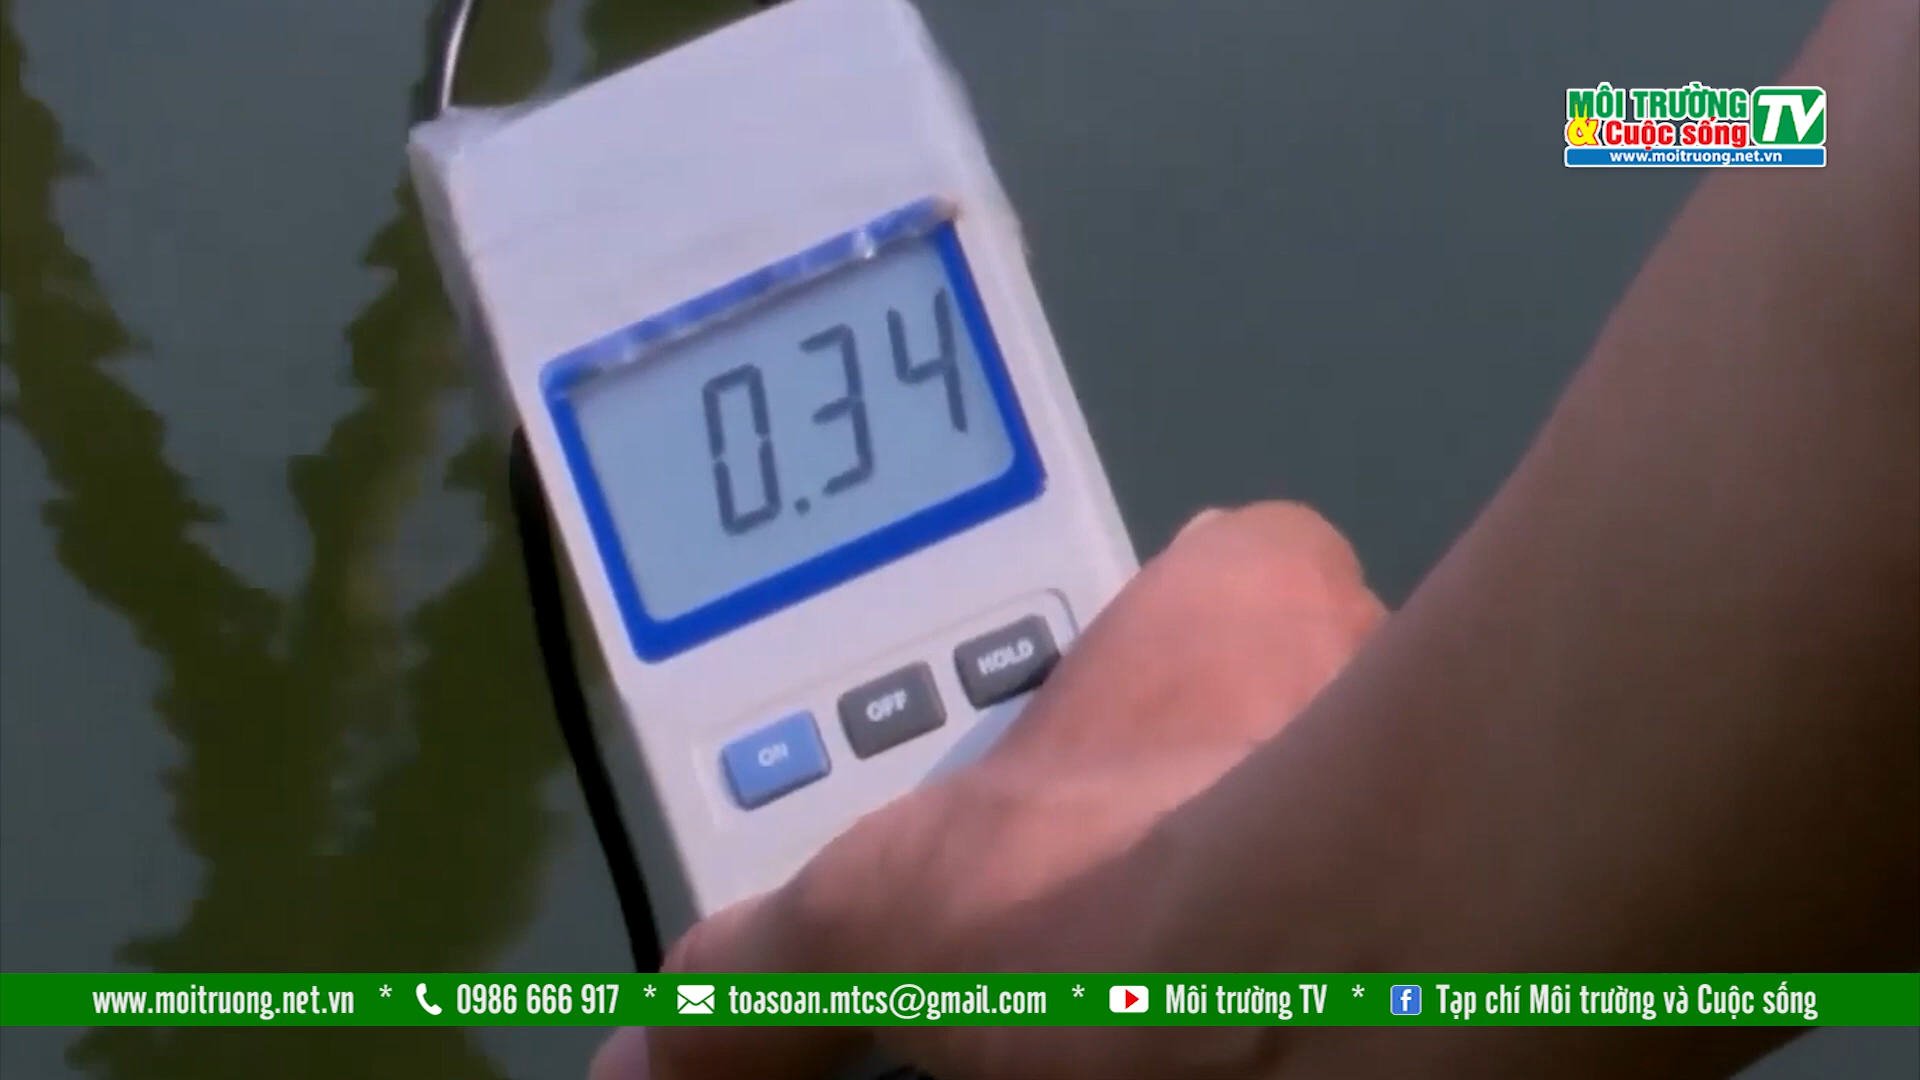 MÔI TRƯỜNG TV
& Cuộc sống
www.moitruong.net.vn
0.34
ON OFF HOLD
www.moitruong.net.vn * 0986 666 917 * toasoan.mtcs@gmail.com * Môi trường TV * Tạp chí Môi trường và Cuộc sống